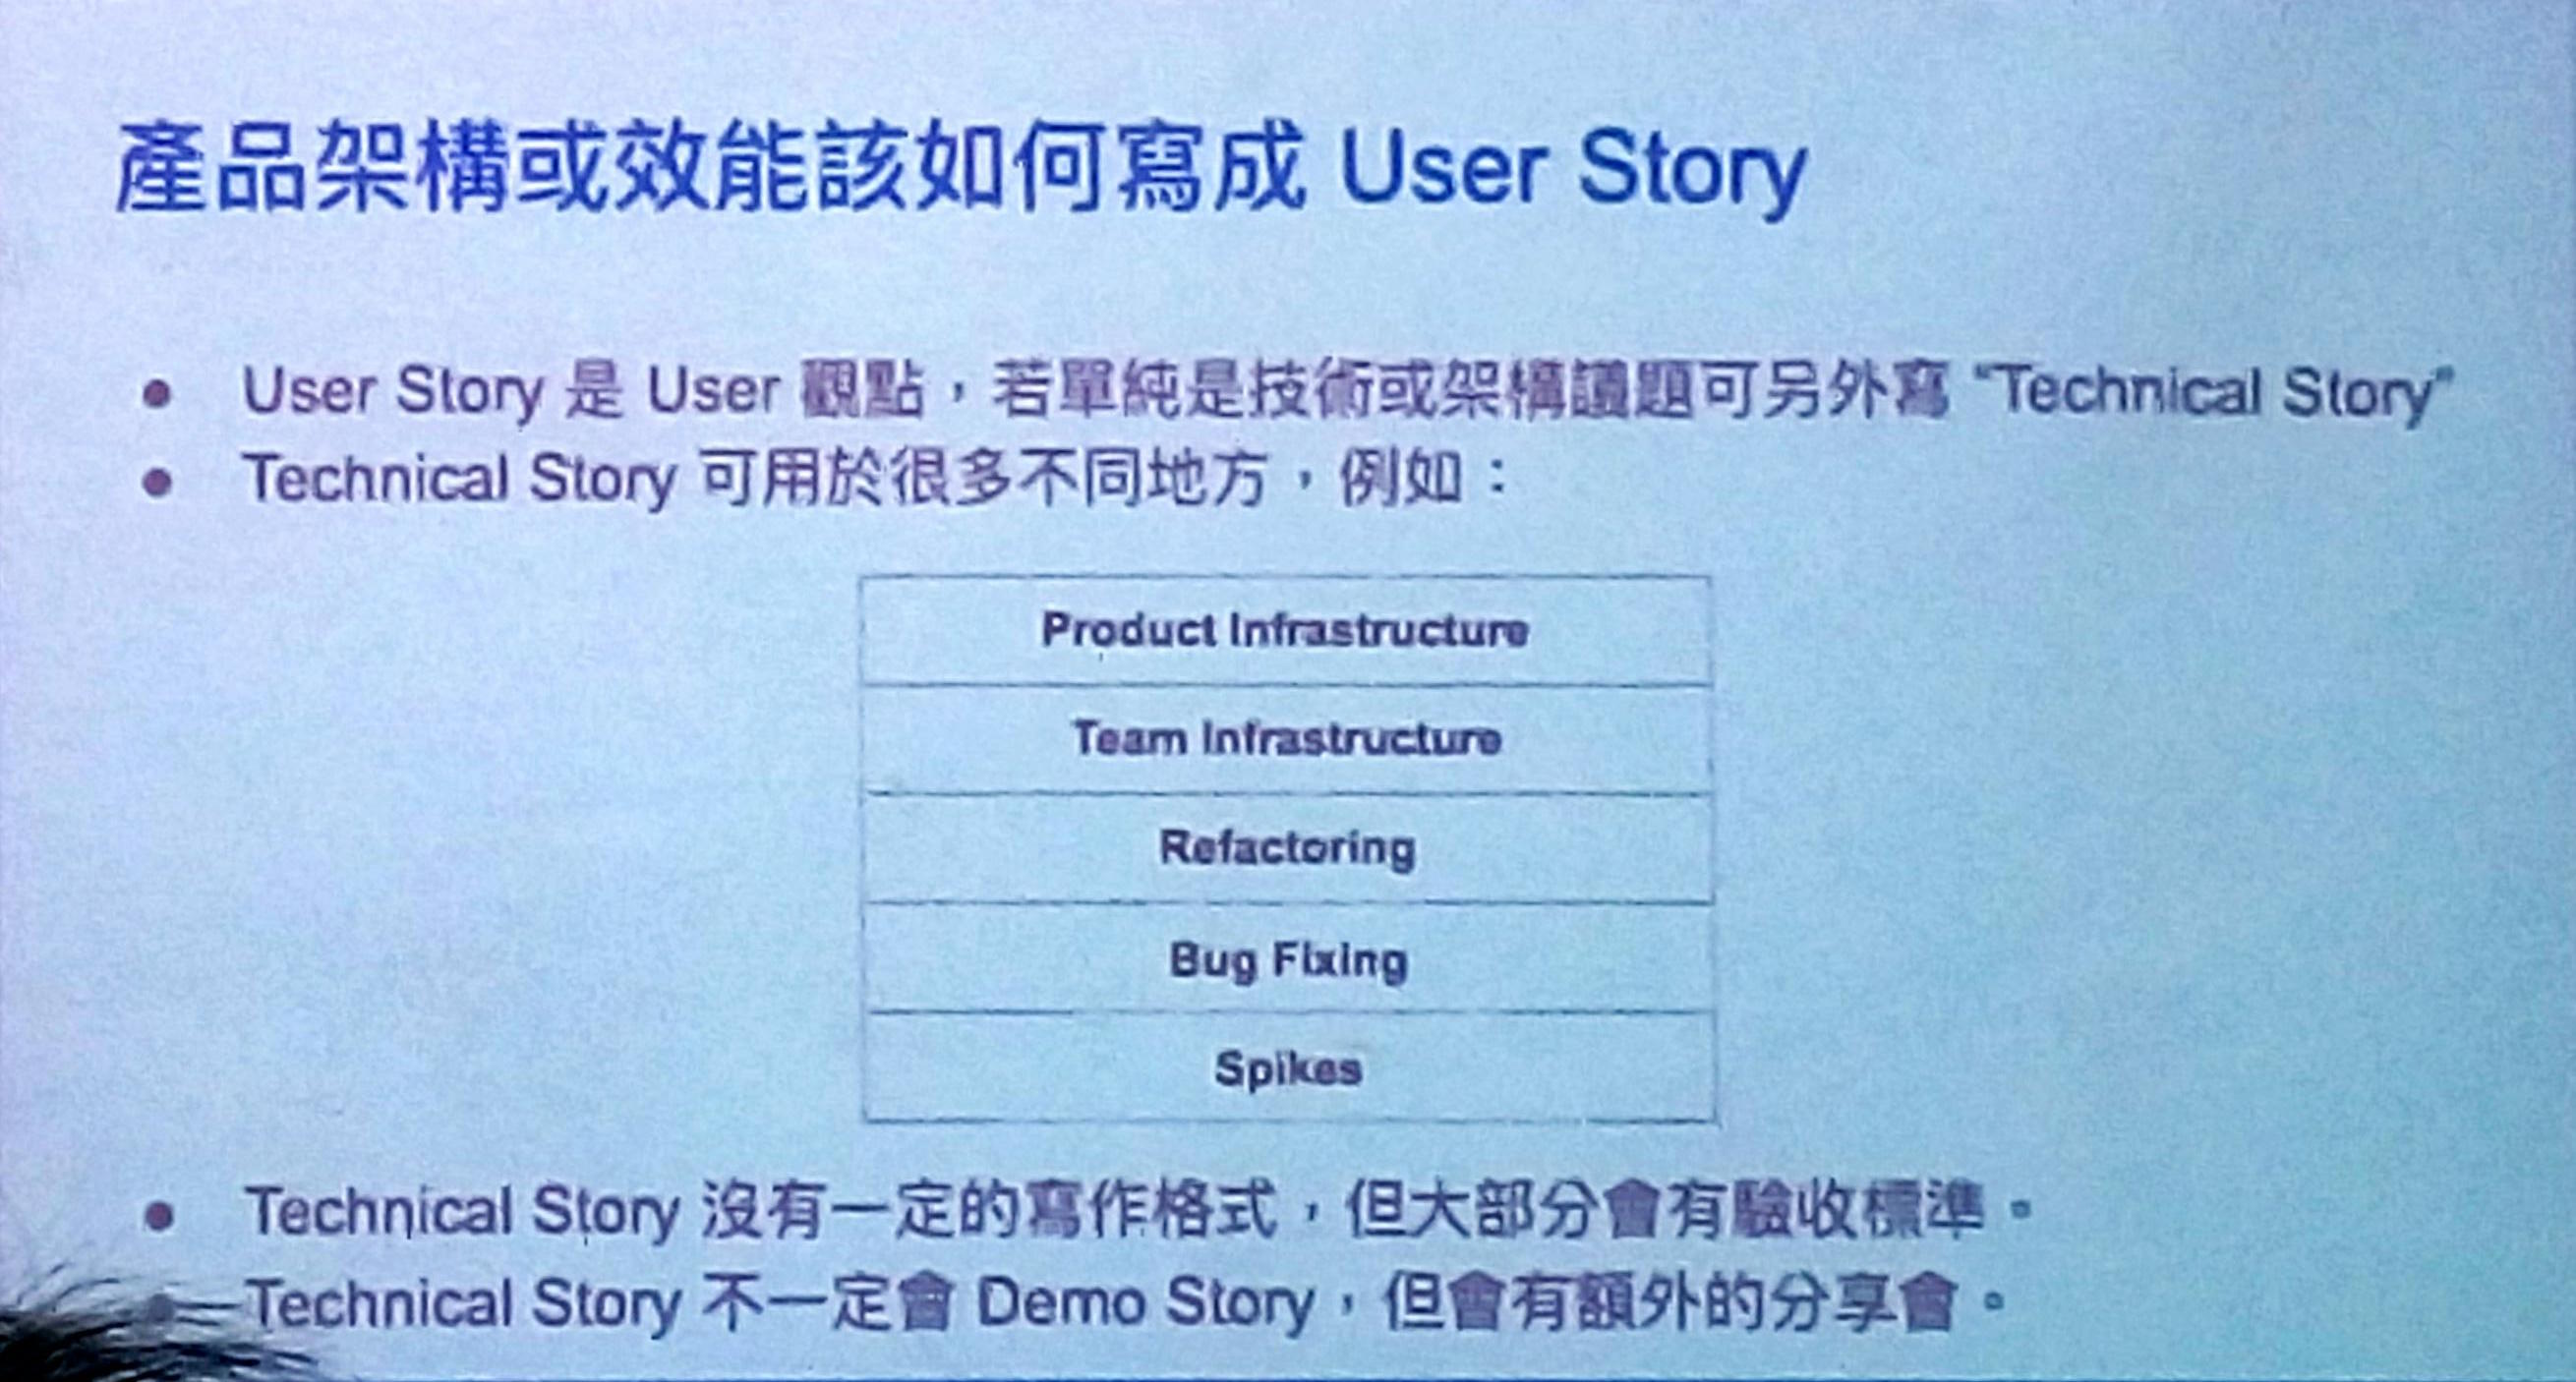 產品架構或效能該如何寫成 User Story
● User Story 是 User 觀點，若單純是技術或架構議題可另外寫 “Technical Story”
● Technical Story 可用於很多不同地方，例如：
Product Infrastructure
Team Infrastructure
Refactoring
Bug Fixing
Spikes
● Technical Story 沒有一定的寫作格式，但大部分會有驗收標準。
● Technical Story 不一定會 Demo Story，但會有額外的分享會。